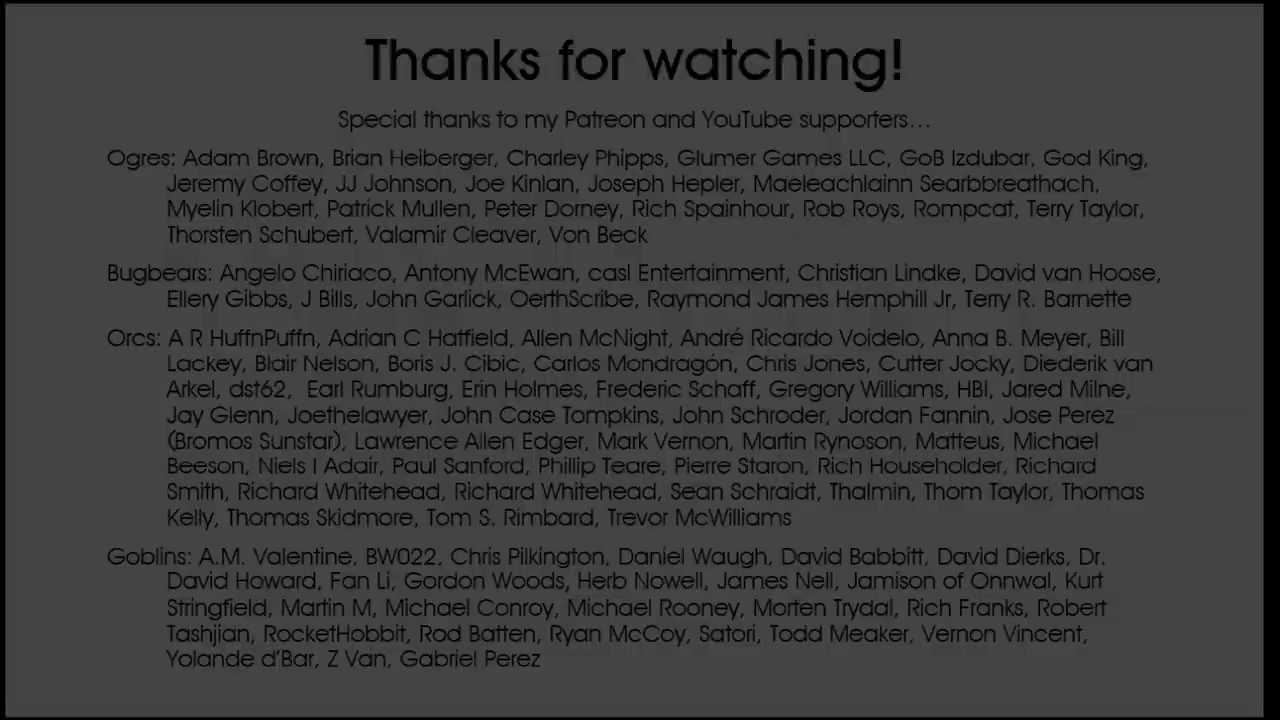 Thanks for watching!
Special thanks to my Patreon and YouTube supporters...
Ogres: Adam Brown, Brian Heiberger, Charley Phipps, Glumer Games LLC, GoB Izdubar, God King,
Jeremy Coffey, JJ Johnson, Joe Kinlan, Joseph Hepler, Maeleachlainn Searbbreathach,
Myelin Klobert, Patrick Mullen, Peter Dorney, Rich Spainhour, Rob Roys, Rompcat, Terry Taylor,
Thorsten Schubert, Valamir Cleaver, Von Beck
Bugbears: Angelo Chiriaco, Antony McEwan, casl Entertainment, Christian Lindke, David van Hoose,
Ellery Gibbs, J Bills, John Garlick, OerthScribe, Raymond James Hemphill Jr, Terry R. Barnette
Orcs: A R HuffnPuffn, Adrian C Hatfield, Allen McNight, André Ricardo Voidelo, Anna B. Meyer, Bill
Lackey, Blair Nelson, Boris J. Cibic, Carlos Mondragón, Chris Jones, Cutter Jocky, Diederik van
Arkel, dst62, Earl Rumburg, Erin Holmes, Frederic Schaff, Gregory Williams, HBI, Jared Milne,
Jay Glenn, Joethelawyer, John Case Tompkins, John Schroder, Jordan Fannin, Jose Perez
(Bromos Sunstar), Lawrence Allen Edger, Mark Vernon, Martin Rynoson, Matteus, Michael
Beeson, Niels I Adair, Paul Sanford, Phillip Teare, Pierre Staron, Rich Householder, Richard
Smith, Richard Whitehead, Richard Whitehead, Sean Schraidt, Thalmin, Thom Taylor, Thomas
Kelly, Thomas Skidmore, Tom S. Rimbard, Trevor McWilliams
Goblins: A.M. Valentine, BW022, Chris Pilkington, Daniel Waugh, David Babbitt, David Dierks, Dr.
David Howard, Fan Li, Gordon Woods, Herb Nowell, James Nell, Jamison of Onnwal, Kurt
Stringfield, Martin M, Michael Conroy, Michael Rooney, Morten Trydal, Rich Franks, Robert
Tashjian, RocketHobbit, Rod Batten, Ryan McCoy, Satori, Todd Meaker, Vernon Vincent,
Yolande d'Bar, Z Van, Gabriel Perez